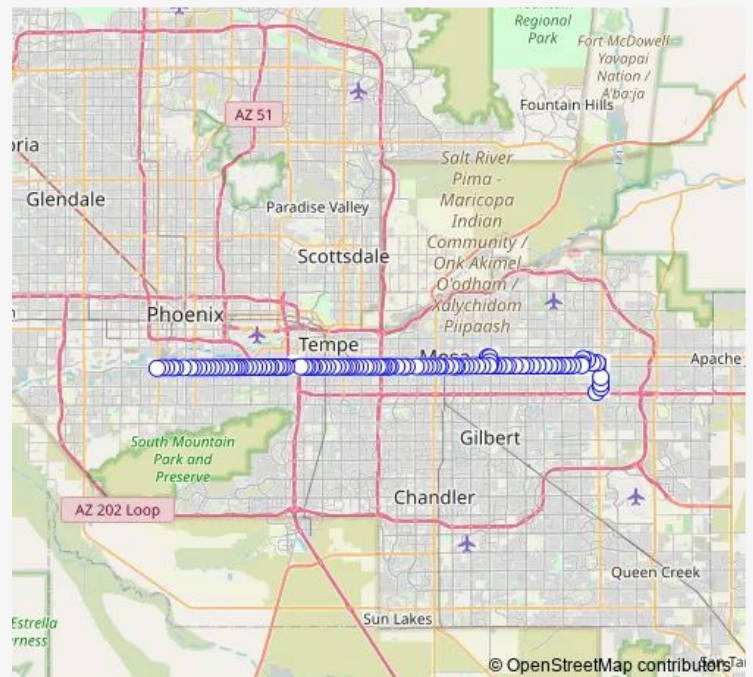 Regional
Park
Fort McDowell
Yavapai
Nation /
A'ba:ja
Fountain Hills
AZ 51
ria
Glendale
Salt River
Pima -
Maricopa
Indian
Community /
Onk Akimel
O'odham /
Xalychidom
Piipaash
Paradise Valley
Scottsdale
Phoenix
Tempe
Mesa
Apache
South Mountain
Park and
Preserve
Gilbert
Chandler
AZ 202 Loop
Queen Creek
Sun Lakes
Estrella
rness
© OpenStreetMap contributors